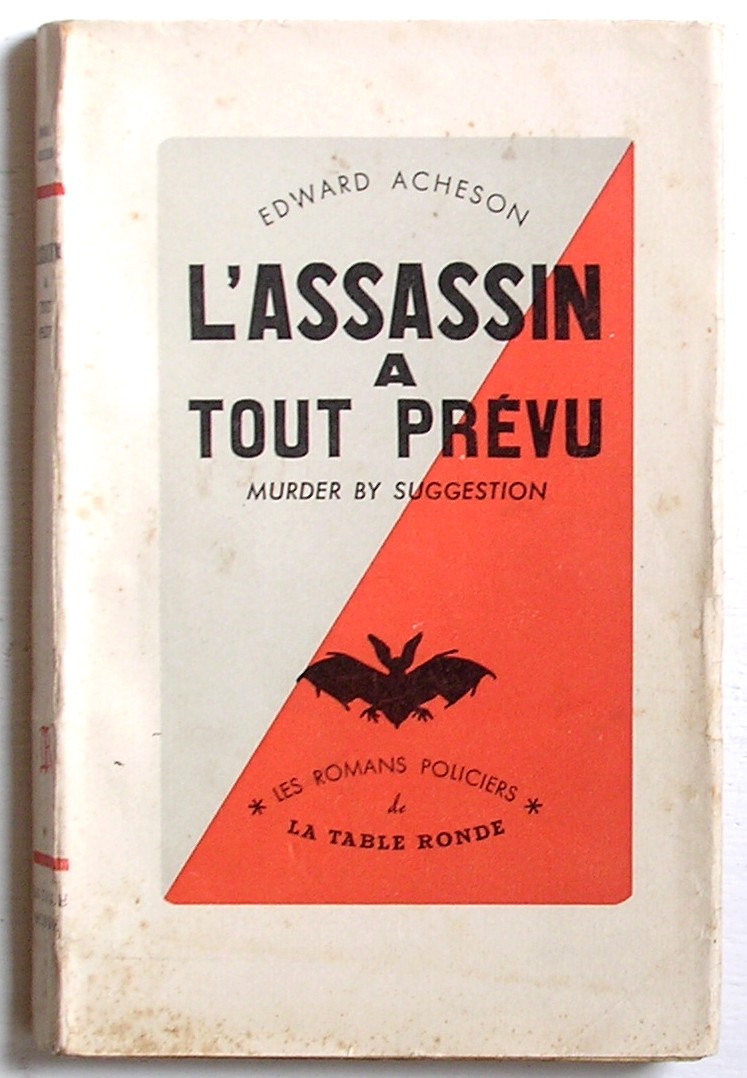 EDWARD ACHESON
L'ASSASSIN
A
TOUT PRÉVU
MURDER BY SUGGESTION
* LES ROMANS POLICIERS *
de
LA TABLE RONDE